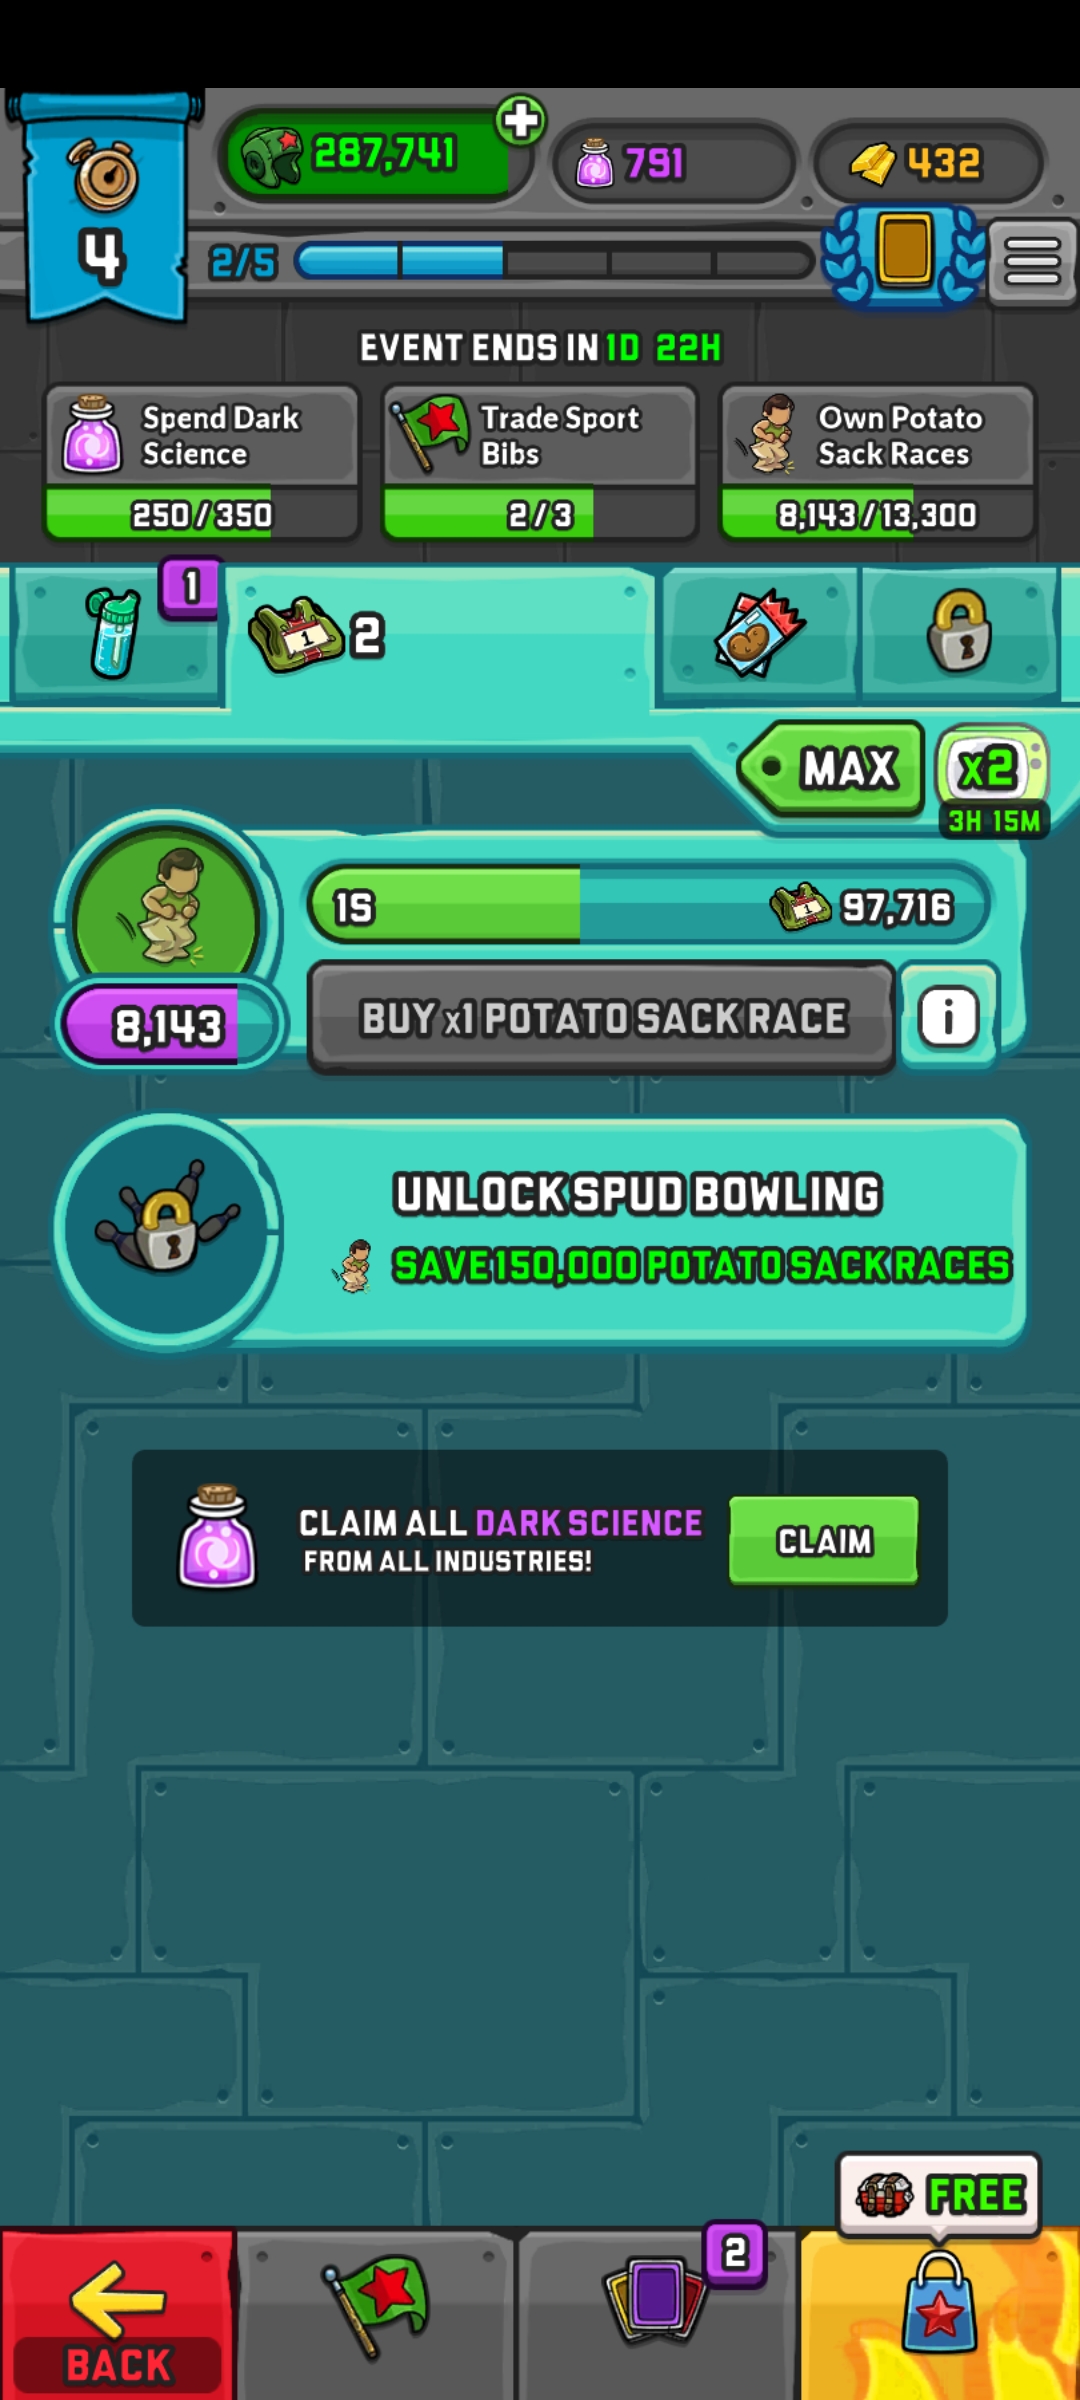 287,741
791
432
4
2/5
EVENT ENDS IN 1D 22H
Spend Dark
Science
250/350
Trade Sport
Bibs
2/3
Own Potato
Sack Races
8,143/13,300
1
1
2
MAX
x2
3H 15M
1S
1
97,716
8,143
BUY x1 POTATO SACK RACE
i
UNLOCK SPUD BOWLING
SAVE 150,000 POTATO SACK RACES
CLAIM ALL DARK SCIENCE
FROM ALL INDUSTRIES!
CLAIM
FREE
2
BACK